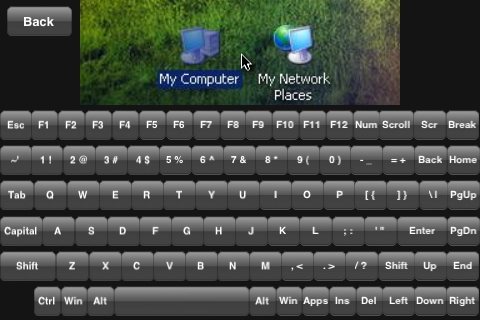 Back
My Computer My Network
Places
Esc F1 F2 F3 F4 F5 F6 F7 F8 F9 F10 F11 F12 Num Scroll Scr Break
~' 1 ! 2 @ 3 # 4 $ 5 % 6 ^ 7 & 8 * 9 ( 0 ) - _ = + Back Home
Tab Q W E R T Y U I O P [ { ] } \ | PgUp
Capital A S D F G H J K L ; : ' " Enter PgDn
Shift Z X C V B N M , < . > / ? Shift Up End
Ctrl Win Alt Alt Win Apps Ins Del Left Down Right